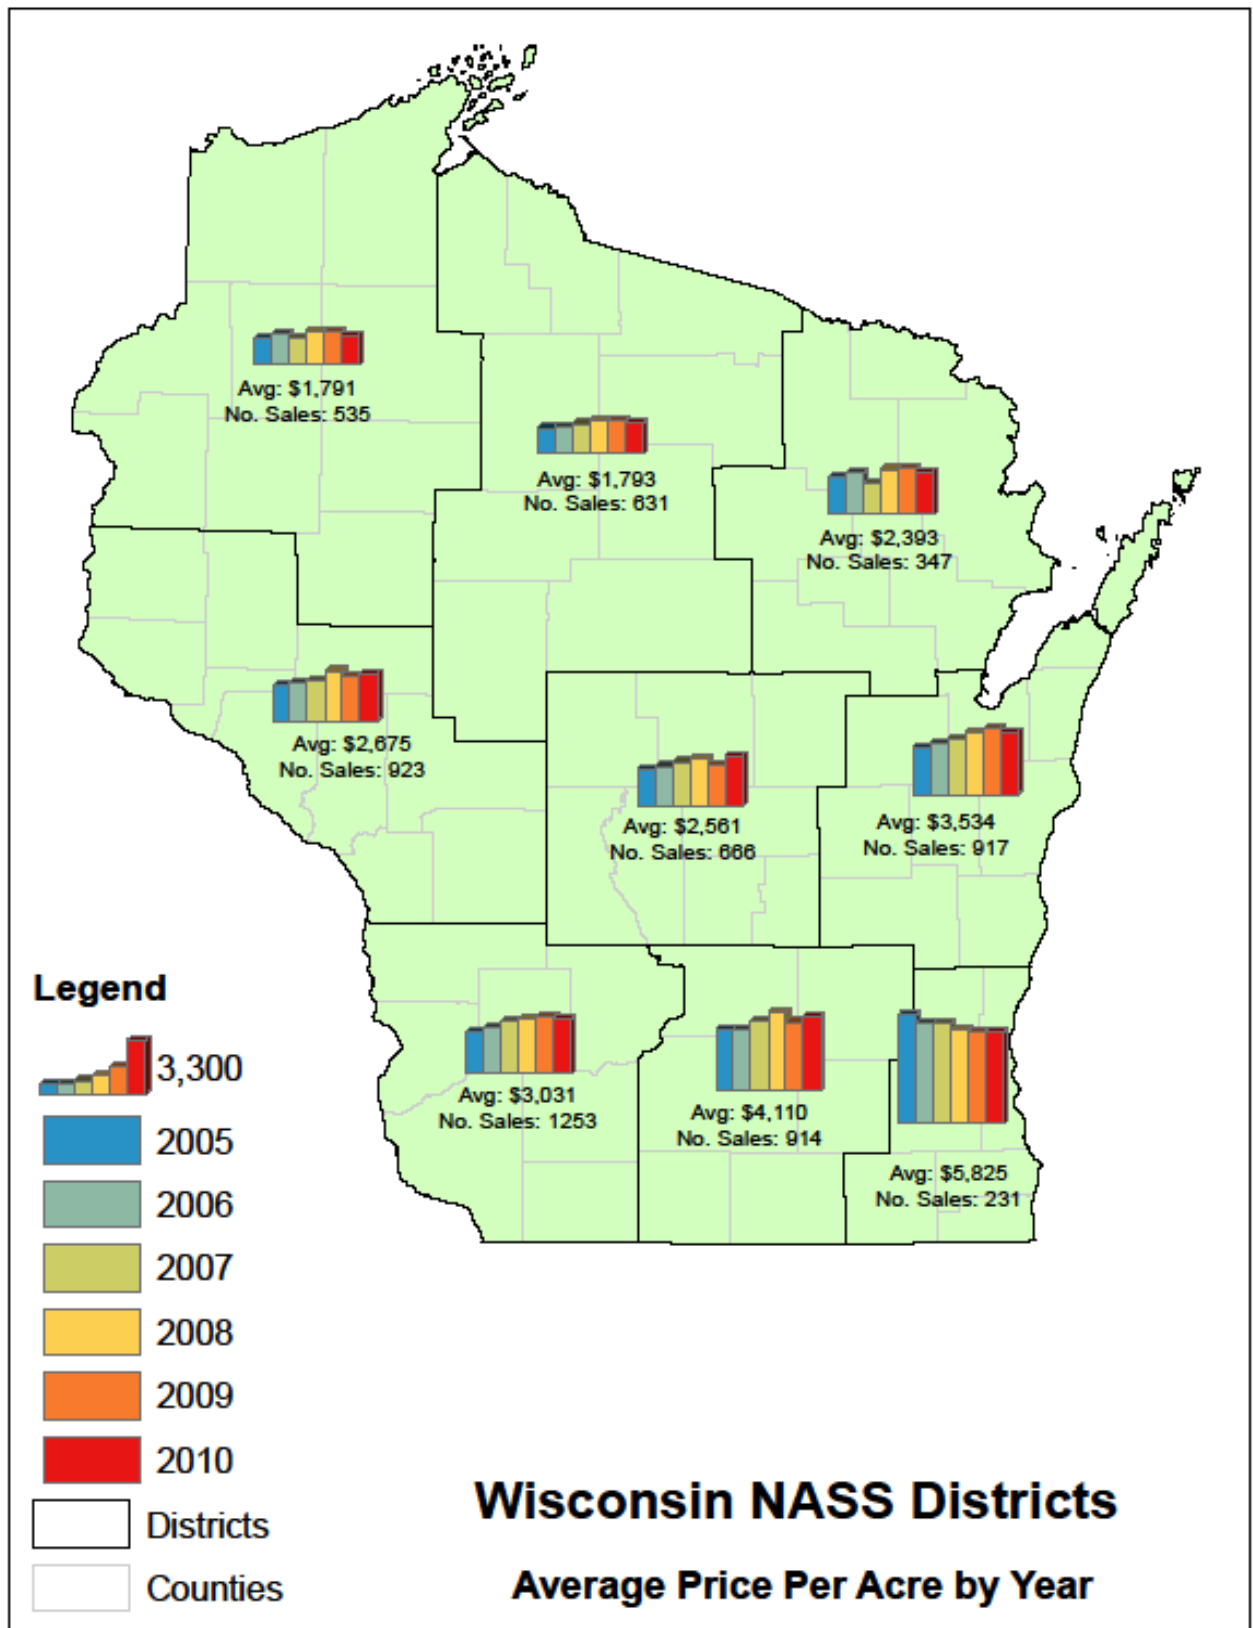 Avg: $1,791
No. Sales: 535
Avg: $1,793
No. Sales: 631
Avg: $2,393
No. Sales: 347
Avg: $2,675
No. Sales: 923
Avg: $2,561
No. Sales: 666
Avg: $3,534
No. Sales: 917
Avg: $3,031
No. Sales: 1253
Avg: $4,110
No. Sales: 914
Avg: $5,825
No. Sales: 231
Legend
3,300
2005
2006
2007
2008
2009
2010
Districts
Counties
Wisconsin NASS Districts
Average Price Per Acre by Year